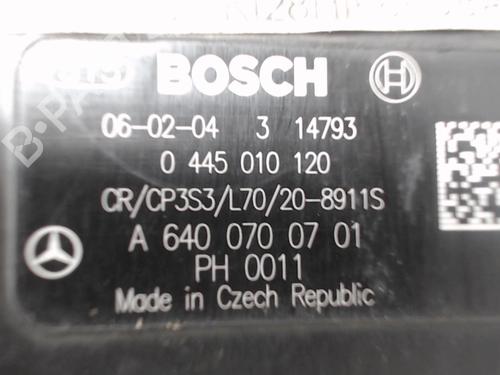 BOSCH
06-02-04 3 14793
0 445 010 120
CR/CP3S3/L70/20-8911S
A 640 070 07 01
PH 0011
Made in Czech Republic
B-PARTS